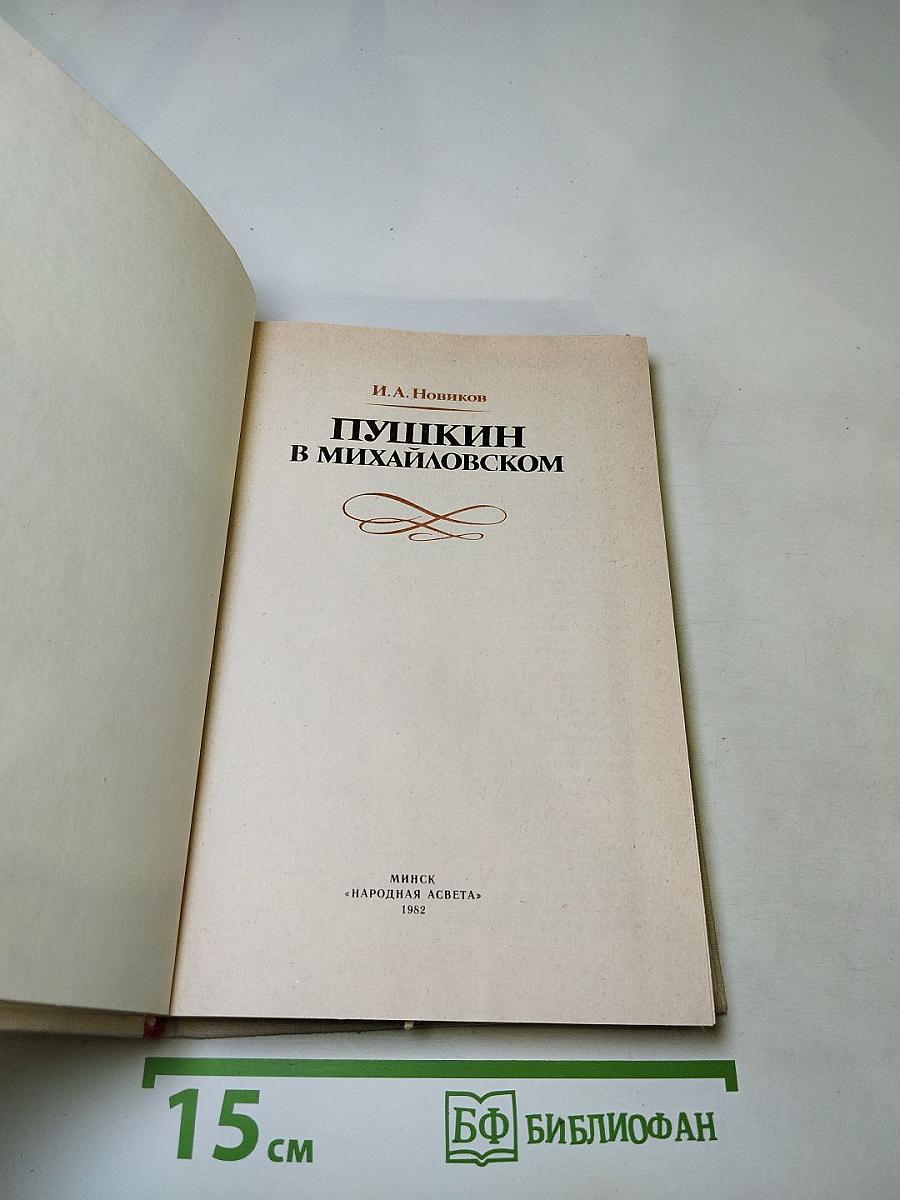 И. А. Новиков
ПУШКИН
В МИХАЙЛОВСКОМ
МИНСК
«НАРОДНАЯ АСВЕТА»
1982
15 см
БФ БИБЛИОФАН